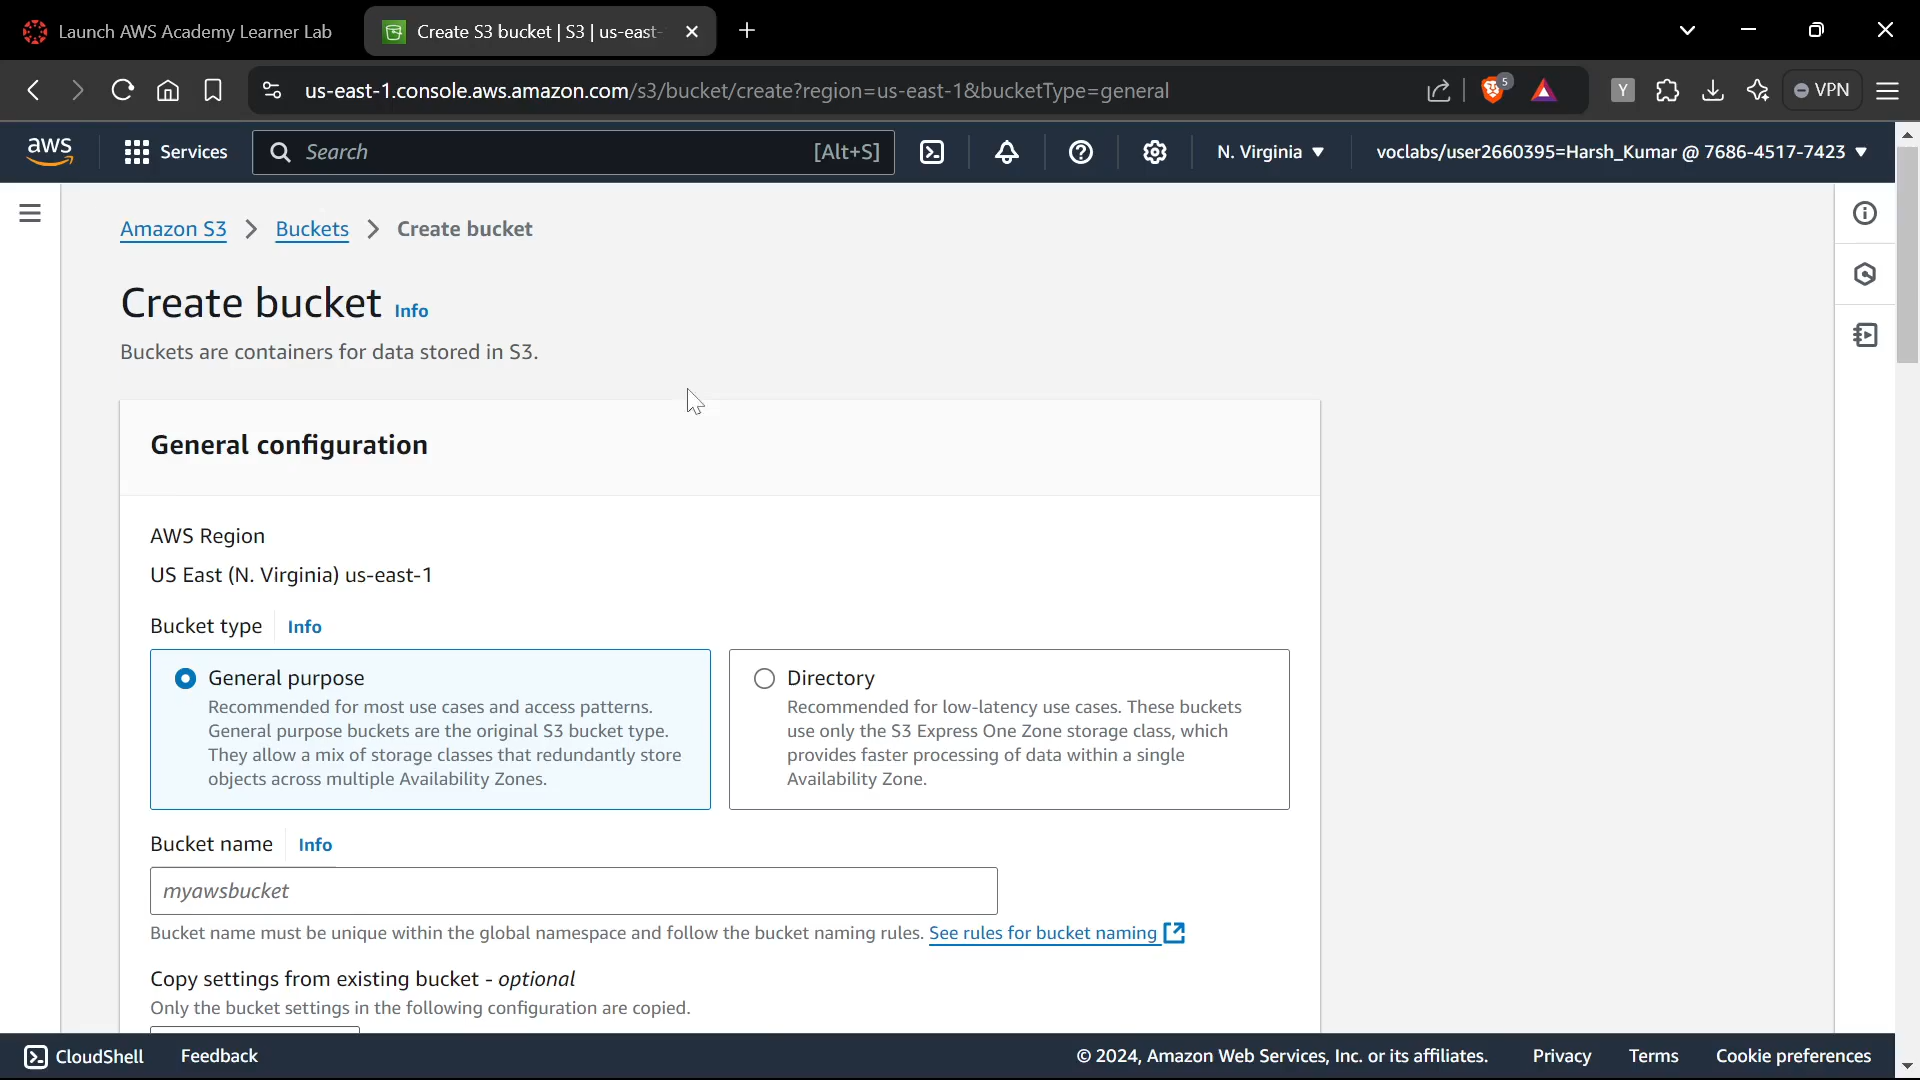 Launch AWS Academy Learner Lab
Create S3 bucket | S3 | us-east-
us-east-1.console.aws.amazon.com/s3/bucket/create?region=us-east-1&bucketType=general
5
Y
VPN
aws
Services
Search
[Alt+S]
N. Virginia
voclabs/user2660395=Harsh_Kumar @ 7686-4517-7423
Amazon S3
Buckets
Create bucket
Create bucket Info
Buckets are containers for data stored in S3.
General configuration
AWS Region
US East (N. Virginia) us-east-1
Bucket type Info
General purpose
Recommended for most use cases and access patterns.
General purpose buckets are the original S3 bucket type.
They allow a mix of storage classes that redundantly store
objects across multiple Availability Zones.
Directory
Recommended for low-latency use cases. These buckets
use only the S3 Express One Zone storage class, which
provides faster processing of data within a single
Availability Zone.
Bucket name Info
myawsbucket
Bucket name must be unique within the global namespace and follow the bucket naming rules. See rules for bucket naming
Copy settings from existing bucket - optional
Only the bucket settings in the following configuration are copied.
CloudShell
Feedback
© 2024, Amazon Web Services, Inc. or its affiliates.
Privacy
Terms
Cookie preferences